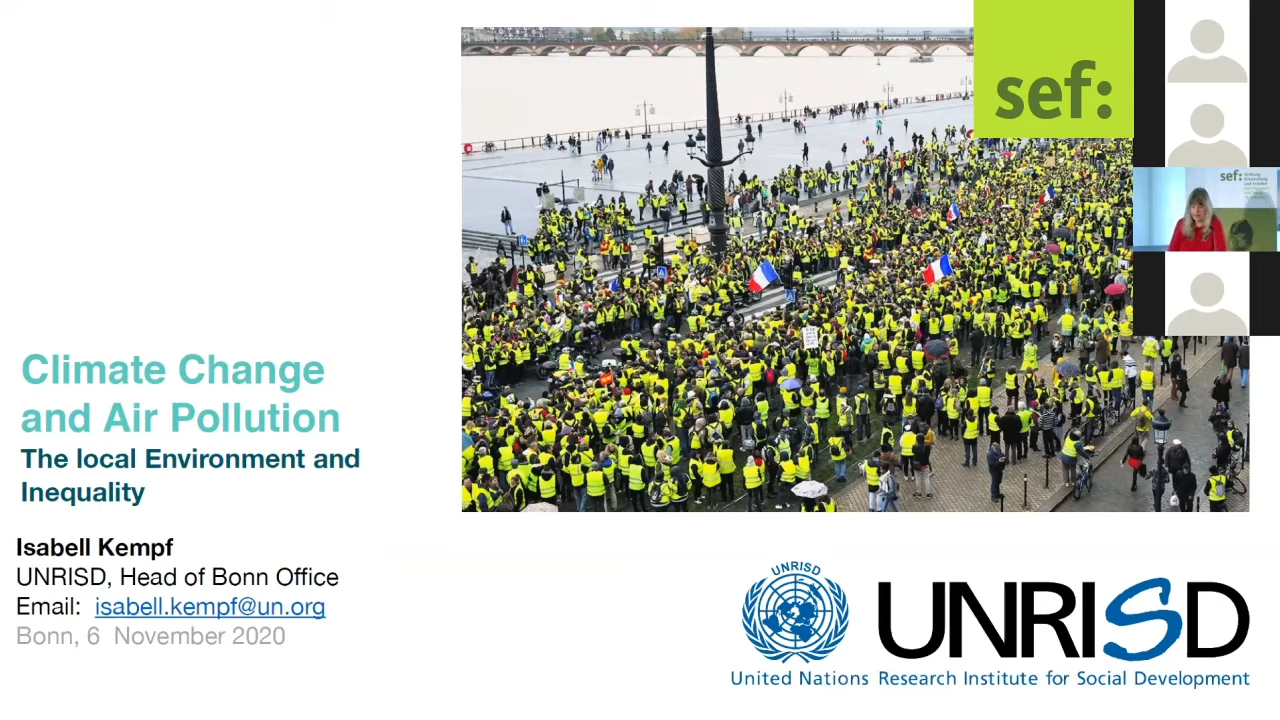 sef:
sef:
Climate Change
and Air Pollution
The local Environment and
Inequality
Isabell Kempf
UNRISD, Head of Bonn Office
Email: isabell.kempf@un.org
Bonn, 6 November 2020
UNRISD
UNRISD
United Nations Research Institute for Social Development